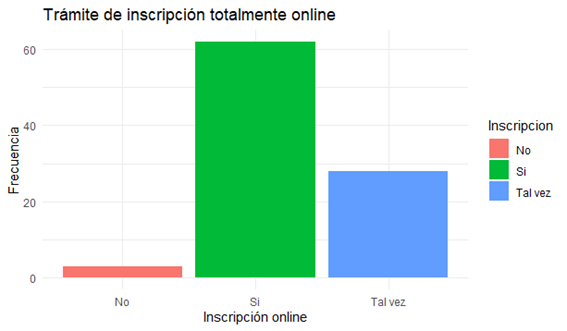 Trámite de inscripción totalmente online
Frecuencia
60
40
20
0
No
Si
Tal vez
Inscripción online
Inscripcion
No
Si
Tal vez